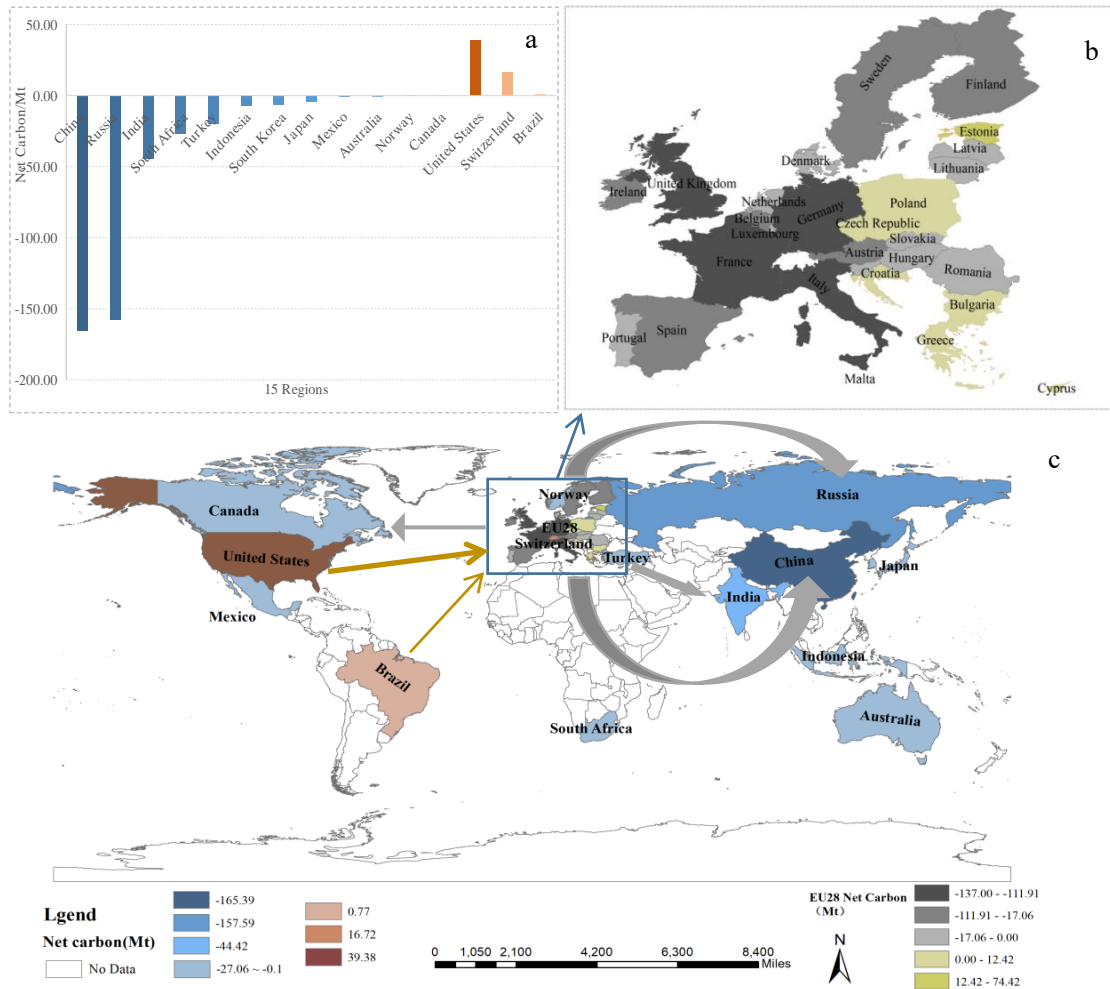 a
50.00
0.00
-50.00
-100.00
-150.00
-200.00
Net Carbon/Mt
China
Russia
India
South Africa
Turkey
Indonesia
South Korea
Japan
Mexico
Australia
Norway
Canada
United States
Switzerland
Brazil
15 Regions
b
Sweden
Finland
Estonia
Latvia
Lithuania
Denmark
Ireland
United Kingdom
Netherlands
Belgium
Luxembourg
Germany
Poland
Czech Republic
Slovakia
Austria
Hungary
France
Italy
Croatia
Romania
Bulgaria
Portugal
Spain
Greece
Malta
Cyprus
c
Norway
Russia
Canada
EU28
Switzerland
United States
Turkey
China
Japan
India
Mexico
Indonesia
Brazil
South Africa
Australia
Lgend
Net carbon(Mt)
No Data
-165.39
-157.59
-44.42
-27.06 ~ -0.1
0.77
16.72
39.38
0 1,050 2,100 4,200 6,300 8,400
Miles
N
EU28 Net Carbon
（Mt）
-137.00 - -111.91
-111.91 - -17.06
-17.06 - 0.00
0.00 - 12.42
12.42 - 74.42